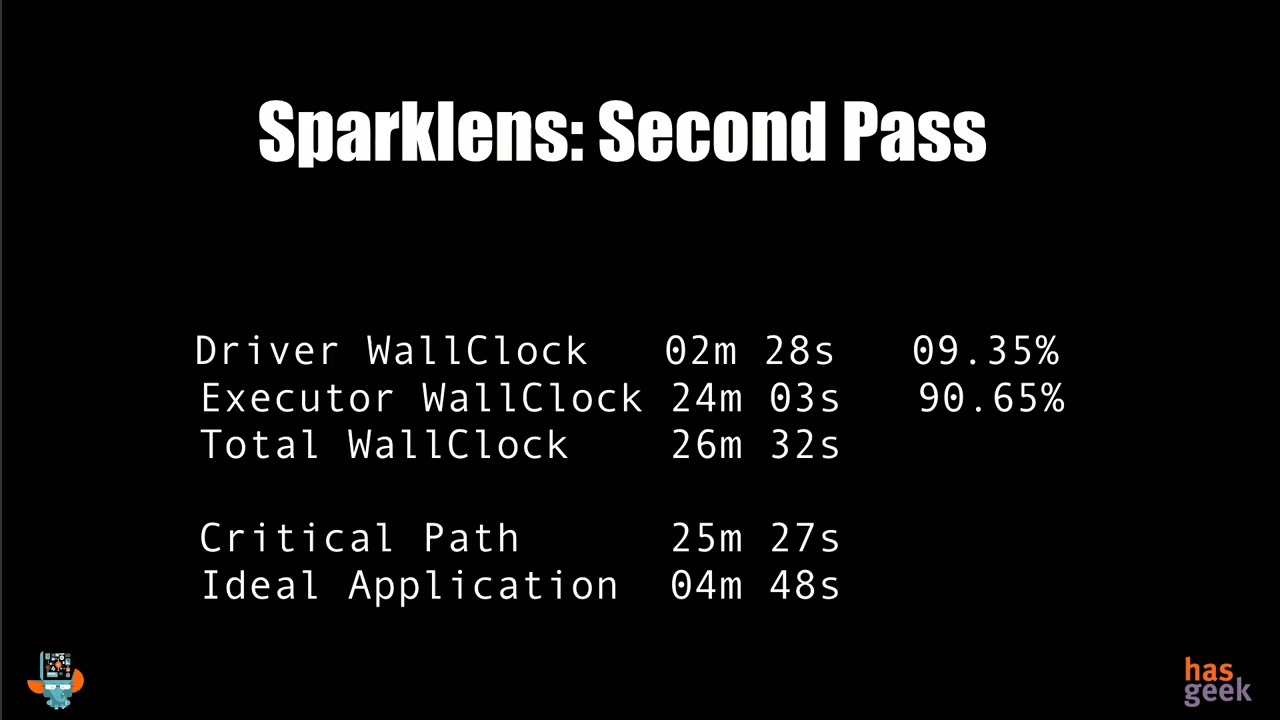 Sparklens: Second Pass
Driver WallClock 02m 28s 09.35%
Executor WallClock 24m 03s 90.65%
Total WallClock 26m 32s
Critical Path 25m 27s
Ideal Application 04m 48s
has
geek